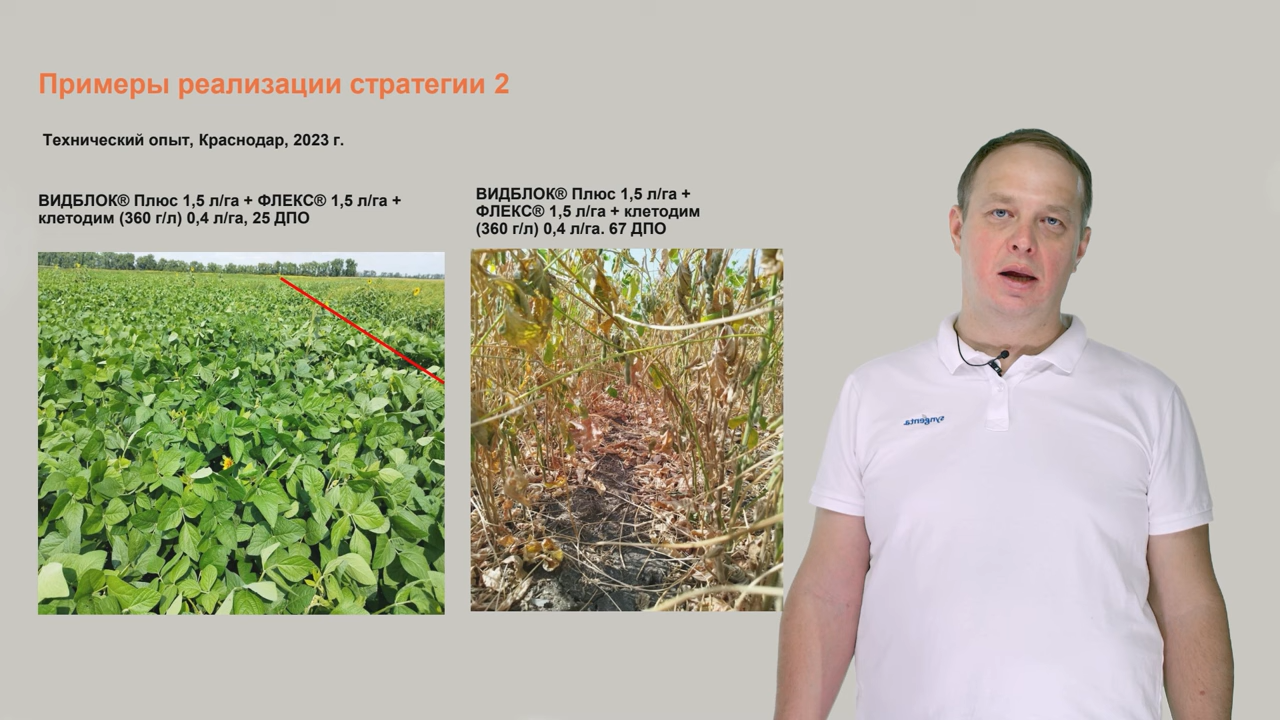 Примеры реализации стратегии 2
Технический опыт, Краснодар, 2023 г.
ВИДБЛОК® Плюс 1,5 л/га + ФЛЕКС® 1,5 л/га +
клетодим (360 г/л) 0,4 л/га, 25 ДПО
ВИДБЛОК® Плюс 1,5 л/га +
ФЛЕКС® 1,5 л/га + клетодим
(360 г/л) 0,4 л/га. 67 ДПО
syngenta